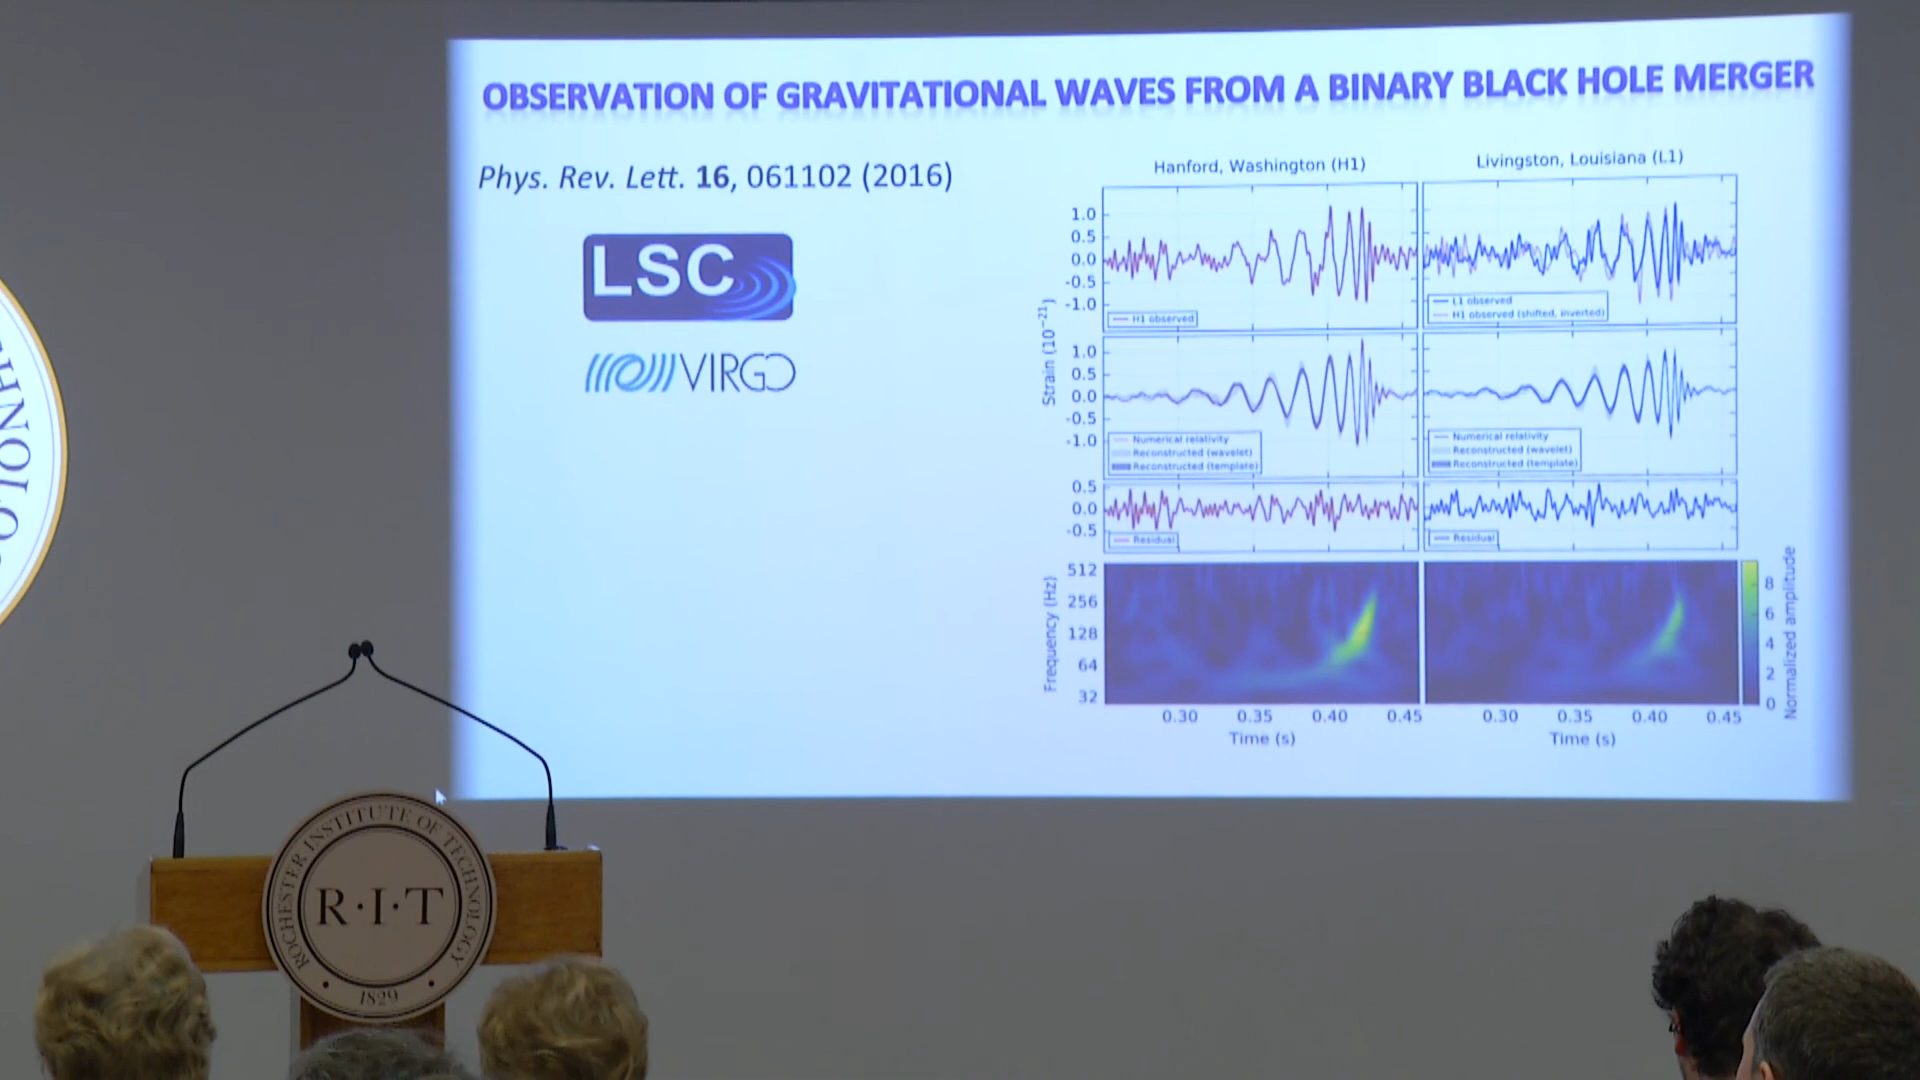 OBSERVATION OF GRAVITATIONAL WAVES FROM A BINARY BLACK HOLE MERGER
Phys. Rev. Lett. 16, 061102 (2016)
LSC
VIRGO
Hanford, Washington (H1)
Livingston, Louisiana (L1)
Strain (10⁻²¹)
1.0
0.5
0.0
-0.5
-1.0
H1 observed
L1 observed
H1 observed (shifted, inverted)
1.0
0.5
0.0
-0.5
-1.0
Numerical relativity
Reconstructed (wavelet)
Reconstructed (template)
Numerical relativity
Reconstructed (wavelet)
Reconstructed (template)
0.5
0.0
-0.5
Residual
Residual
Frequency (Hz)
512
256
128
64
32
0.30 0.35 0.40 0.45
Time (s)
0.30 0.35 0.40 0.45
Time (s)
8
6
4
2
0
Normalized amplitude
ROCHESTER INSTITUTE OF TECHNOLOGY
R·I·T
1829